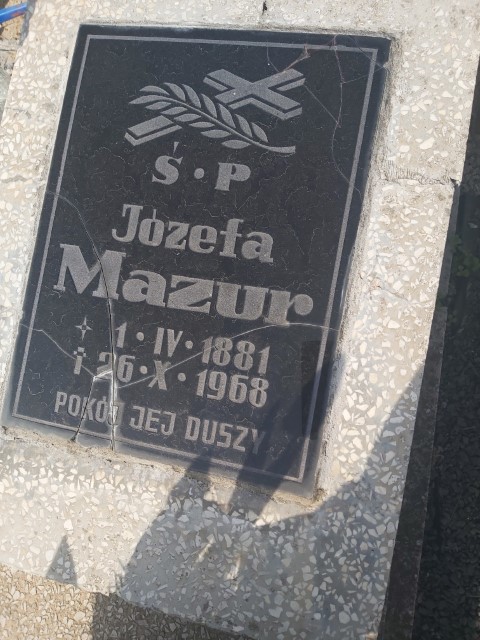 Ś·P
Józefa
Mazur
1·IV·1881
† 26·X·1968
POKÓJ JEJ DUSZY